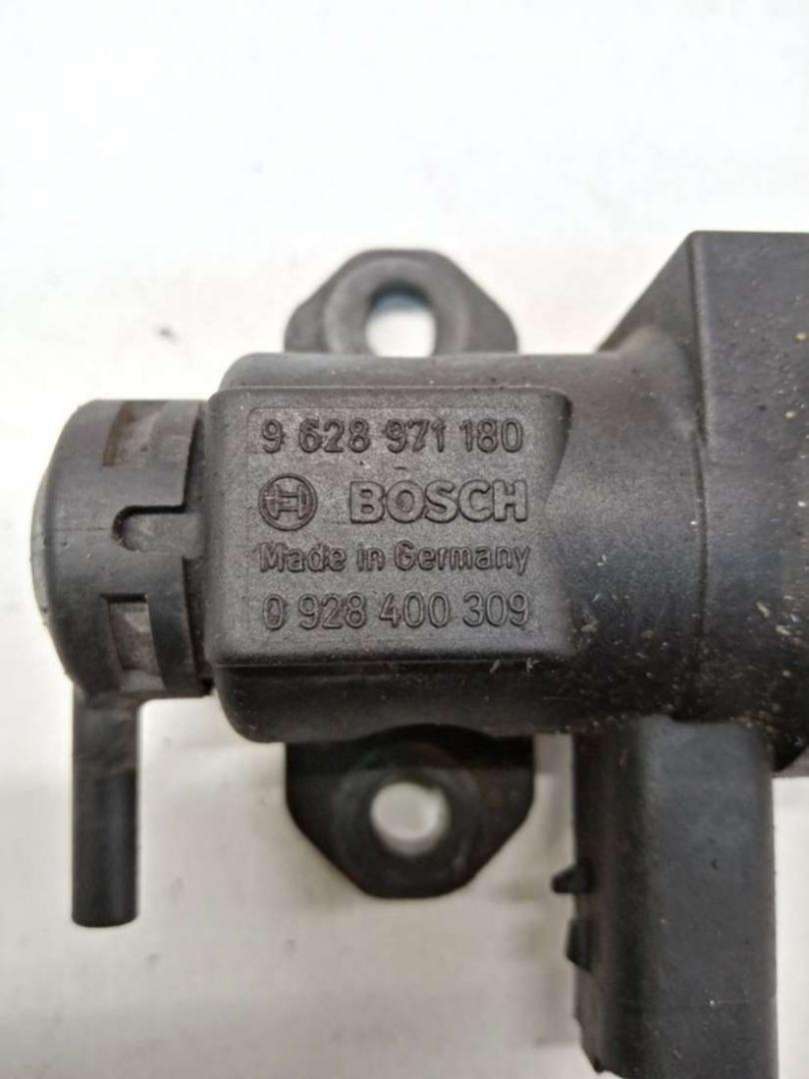 9 628 971 180
BOSCH
Made in Germany
0 928 400 309